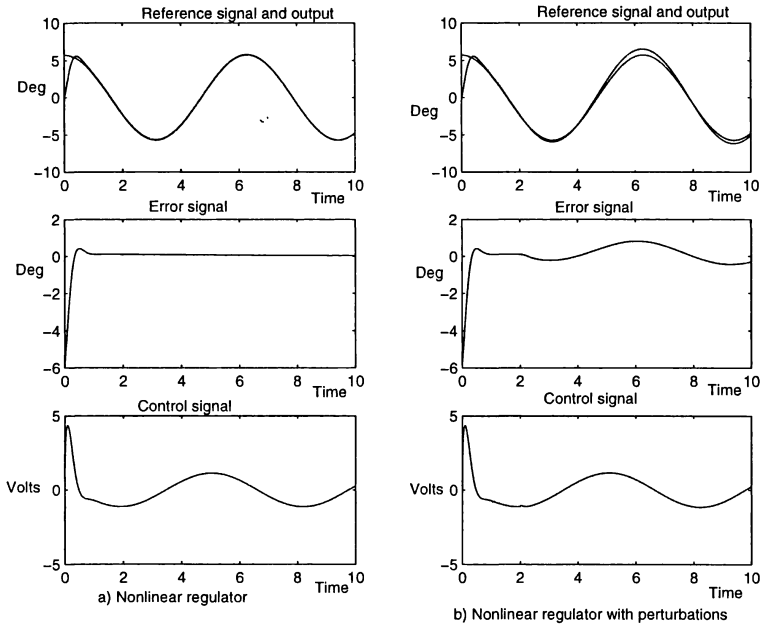 Reference signal and output
10
5
Deg
0
−5
−10
0 2 4 6 8 10
Time
Error signal
2
0
Deg
−2
−4
−6
0 2 4 6 8 10
Time
Control signal
5
Volts 0
−5
0 2 4 6 8 10
Time
a) Nonlinear regulator
Reference signal and output
10
5
0
Deg
−5
−10
0 2 4 6 8 10
Time
Error signal
2
0
Deg
−2
−4
−6
0 2 4 6 8 10
Time
Control signal
5
Volts 0
−5
0 2 4 6 8 10
Time
b) Nonlinear regulator with perturbations